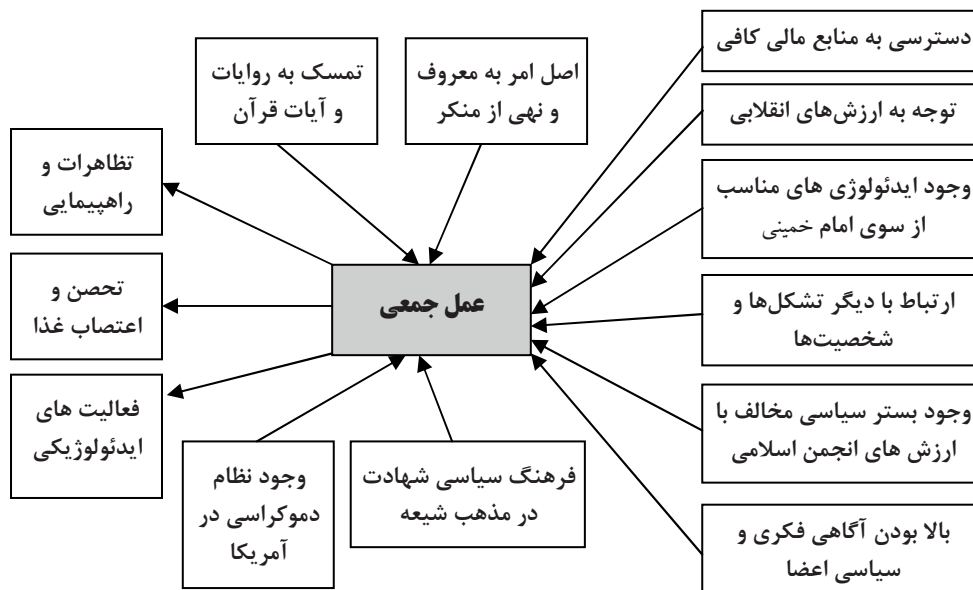 دسترسی به منابع مالی کافی
توجه به ارزش‌های انقلابی
وجود ایدئولوژی های مناسب
از سوی امام خمینی
ارتباط با دیگر تشکل‌ها و
شخصیت‌ها
وجود بستر سیاسی مخالف با
ارزش های انجمن اسلامی
بالا بودن آگاهی فکری و
سیاسی اعضا
اصل امر به معروف
و نهی از منکر
تمسک به روایات
و آیات قرآن
عمل جمعی
فرهنگ سیاسی شهادت
در مذهب شیعه
وجود نظام
دموکراسی در
آمریکا
تظاهرات و
راهپیمایی
تحصن و
اعتصاب غذا
فعالیت های
ایدئولوژیکی